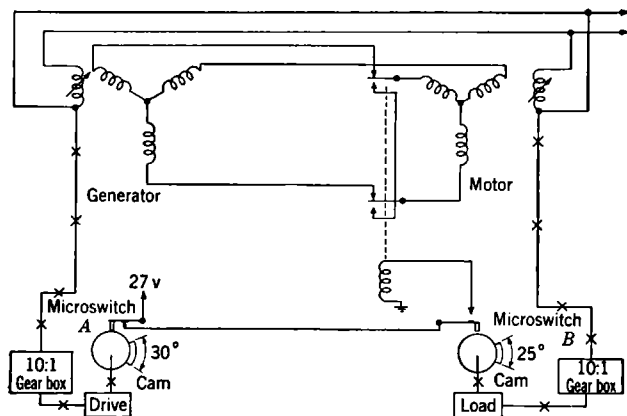 Generator
Motor
27 v
Microswitch
A
30°
Cam
10:1
Gear box
Drive
Microswitch
B
25°
Cam
10:1
Gear box
Load